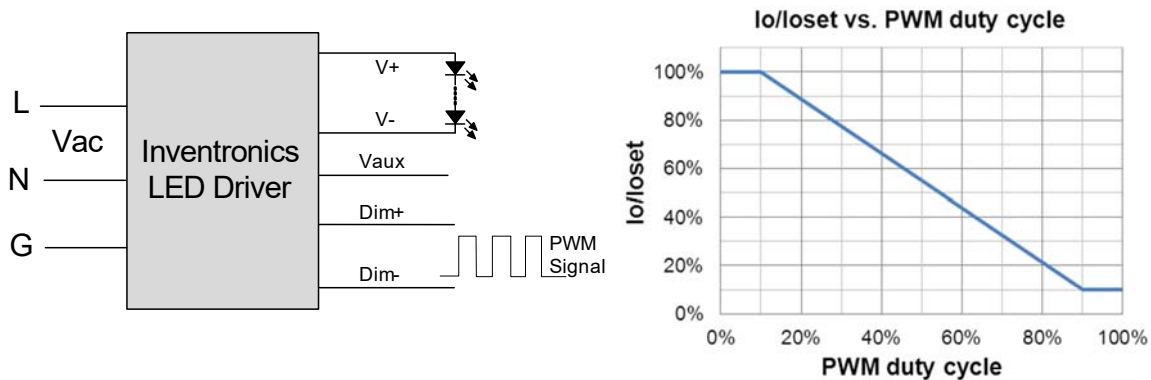 L
Vac
N
G
Inventronics
LED Driver
V+
V-
Vaux
Dim+
Dim-
PWM
Signal
Io/Ioset vs. PWM duty cycle
Io/Ioset
100%
80%
60%
40%
20%
0%
0% 20% 40% 60% 80% 100%
PWM duty cycle